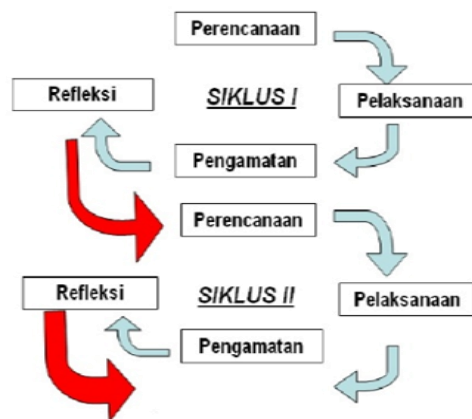 Perencanaan
Refleksi
SIKLUS I
Pelaksanaan
Pengamatan
Perencanaan
Refleksi
SIKLUS II
Pelaksanaan
Pengamatan